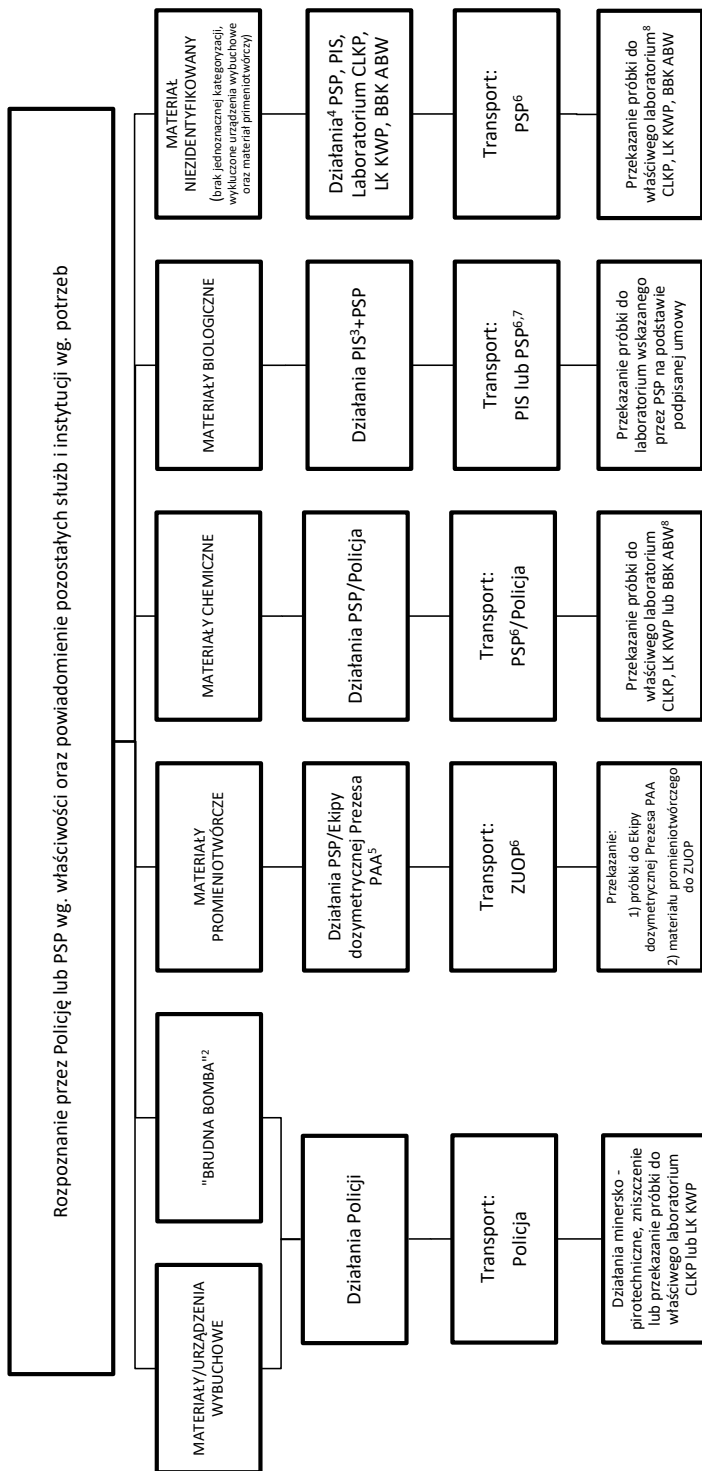 Rozpoznanie przez Policję lub PSP wg. właściwości oraz powiadomienie pozostałych służb i instytucji wg. potrzeb
MATERIAŁY/URZĄDZENIA
WYBUCHOWE
"BRUDNA BOMBA"²
Działania Policji
Transport:
Policja
Działania minersko -
pirotechniczne, zniszczenie
lub przekazanie próbki do
właściwego laboratorium
CLKP lub LK KWP
MATERIAŁY
PROMIENIOTWÓRCZE
Działania PSP/Ekipy
dozymetrycznej Prezesa
PAA⁵
Transport:
ZUOP⁶
Przekazanie:
1) próbki do Ekipy
dozymetrycznej Prezesa PAA
2) materiału promieniotwórczego
do ZUOP
MATERIAŁY CHEMICZNE
Działania PSP/Policja
Transport:
PSP⁶/Policja
Przekazanie próbki do
właściwego laboratorium
CLKP, LK KWP lub BBK ABW⁸
MATERIAŁY BIOLOGICZNE
Działania PIS³+PSP
Transport:
PIS lub PSP⁶,⁷
Przekazanie próbki do
laboratorium wskazanego
przez PSP na podstawie
podpisanej umowy
MATERIAŁ
NIEZIDENTYFIKOWANY
(brak jednoznacznej kategoryzacji,
wykluczone urządzenia wybuchowe
oraz materiał primeniotwórczy)
Działania⁴ PSP, PIS,
Laboratorium CLKP,
LK KWP, BBK ABW
Transport:
PSP⁶
Przekazanie próbki do
właściwego laboratorium⁸
CLKP, LK KWP, BBK ABW